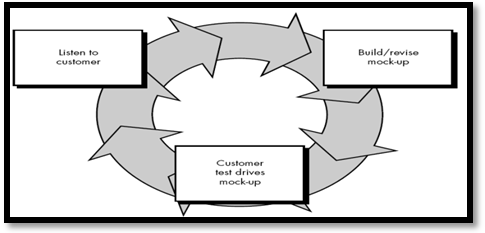 Listen to
customer
Build/revise
mock-up
Customer
test drives
mock-up